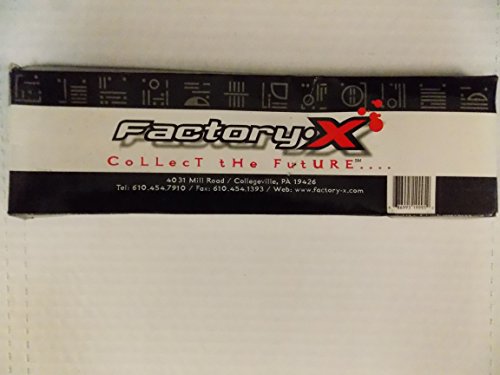 Factory-X
CoLLecT tHe FutURE℠....
4031 Mill Road / Collegeville, PA 19426
Tel: 610.454.7910 / Fax: 610.454.1393 / Web: www.factory-x.com